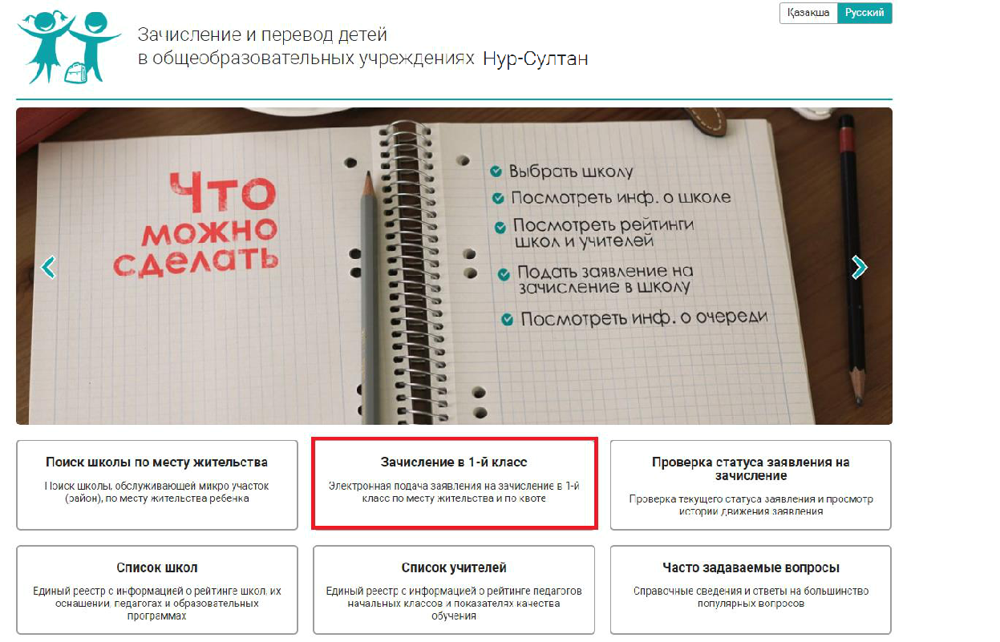 Қазақша Русский
Зачисление и перевод детей
в общеобразовательных учреждениях Нур-Султан
Что
можно
сделать
Выбрать школу
Посмотреть инф. о школе
Посмотреть рейтинги
школ и учителей
Подать заявление на
зачисление в школу
Посмотреть инф. о очереди
Поиск школы по месту жительства
Поиск школы, обслуживающей микро участок
(район), по месту жительства ребенка
Зачисление в 1-й класс
Электронная подача заявления на зачисление в 1-й
класс по месту жительства и по квоте
Проверка статуса заявления на
зачисление
Проверка текущего статуса заявления и просмотр
истории движения заявления
Список школ
Единый реестр с информацией о рейтинге школ, их
оснащении, педагогах и образовательных
программах
Список учителей
Единый реестр с информацией о рейтинге педагогов
начальных классов и показателях качества
обучения
Часто задаваемые вопросы
Справочные сведения и ответы на большинство
популярных вопросов